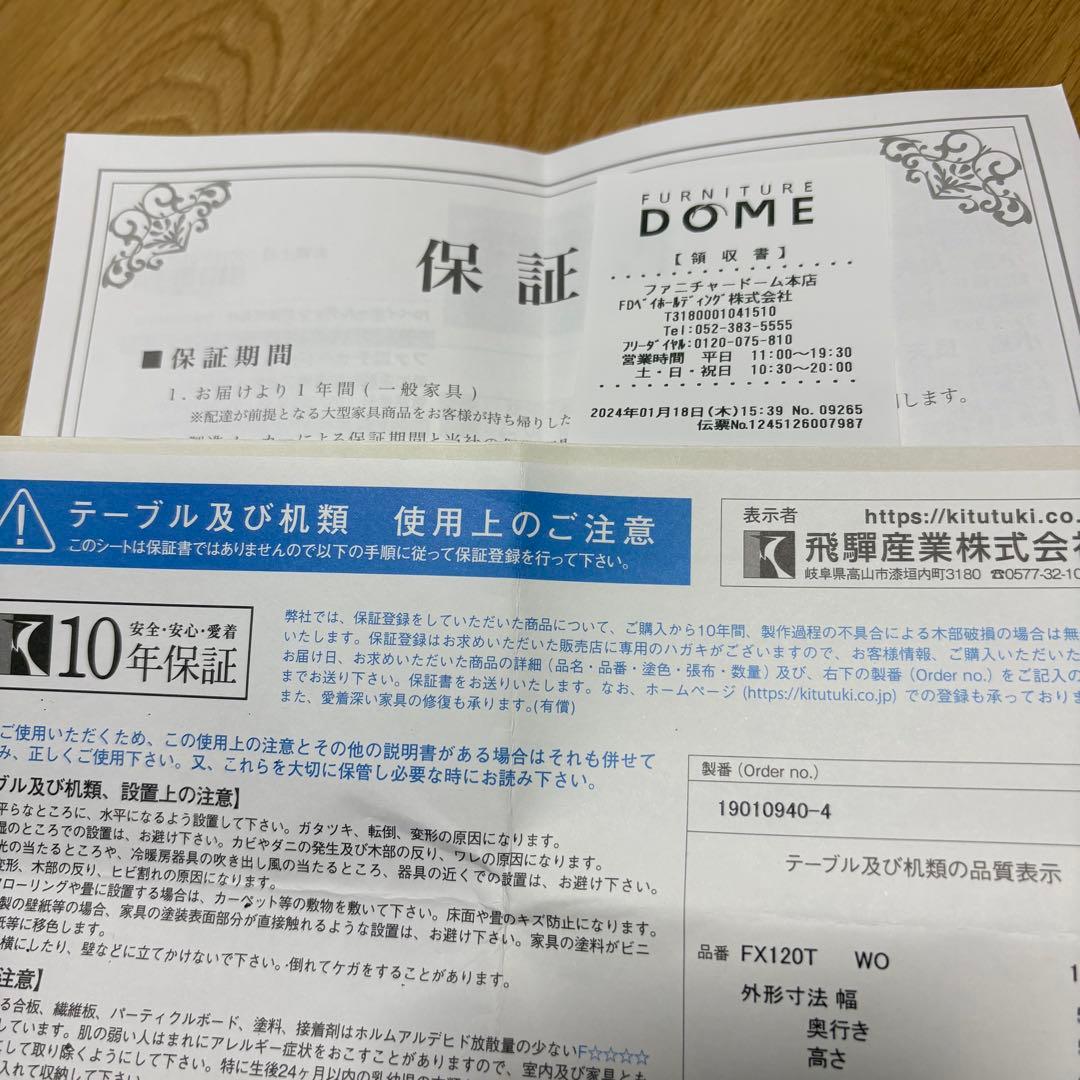 保証
■保証期間
1. お届けより1年間(一般家具)
※配達が前提となる大型家具商品をお客様が持ち帰りした
します。
FURNITURE
DOME
【領収書】
ファニチャードーム本店
FDベイホールディング株式会社
T3180001041510
Tel:052-383-5555
フリーダイヤル:0120-075-810
営業時間 平日 11:00〜19:30
土・日・祝日 10:30〜20:00
2024年01月18日(木)15:39 No. 09265
伝票No.1245126007987
テーブル及び机類 使用上のご注意
このシートは保証書ではありませんので以下の手順に従って保証登録を行って下さい。
表示者 https://kitutuki.co.
飛騨産業株式会社
岐阜県高山市漆垣内町3180 ☎0577-32-10
10年保証
安全・安心・愛着
弊社では、保証登録をしていただいた商品について、ご購入から10年間、製作過程の不具合による木部破損の場合は無
いたします。保証登録はお求めいただいた販売店に専用のハガキがございますので、お客様情報、ご購入いただいた
お届け日、お求めいただいた商品の詳細（品名・品番・塗色・張布・数量）及び、右下の製番（Order no.）をご記入の
までお送り下さい。保証書をお送りいたします。なお、ホームページ（https://kitutuki.co.jp）での登録も承っており
また、愛着深い家具の修復も承ります。(有償)
ご使用いただくため、この使用上の注意とその他の説明書がある場合はそれも併せて
み、正しくご使用下さい。又、これらを大切に保管し必要な時にお読み下さい。
ブル及び机類、設置上の注意】
平らなところに、水平になるよう設置して下さい。ガタツキ、転倒、変形の原因になります。
湿のところでの設置は、お避け下さい。カビやダニの発生及び木部の反り、ワレの原因になります。
光の当たるところや、冷暖房器具の吹き出し風の当たるところ、器具の近くでの設置は、お避け下さい。
変形、木部の反り、ヒビ割れの原因になります。
フローリングや畳に設置する場合は、カーペット等の敷物を敷いて下さい。床面や畳のキズ防止になります。
製の壁紙等の場合、家具の塗装表面部分が直接触れるような設置は、お避け下さい。家具の塗料がビニ
紙等に移色します。
横にしたり、壁などに立てかけないで下さい。倒れてケガをすることがあります。
注意】
る合板、繊維板、パーティクルボード、塗料、接着剤はホルムアルデヒド放散量の少ないF☆☆☆☆
しています。肌の弱い人はまれにアレルギー症状をおこすことがありますので、室内及び家具とも
して取り除くようにして下さい。特に生後24ヶ月以内の乳幼児の
入れて収納して下さい
製番（Order no.）
19010940-4
テーブル及び机類の品質表示
品番 FX120T WO
外形寸法 幅
奥行き
高さ